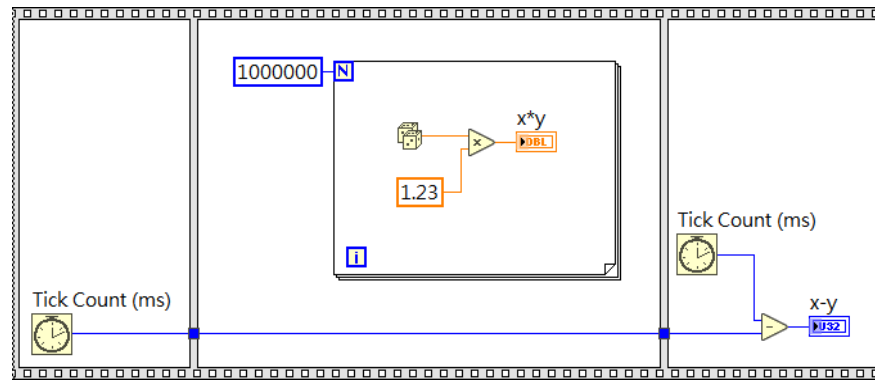 1000000
N
x*y
DBL
1.23
i
Tick Count (ms)
Tick Count (ms)
x-y
U32